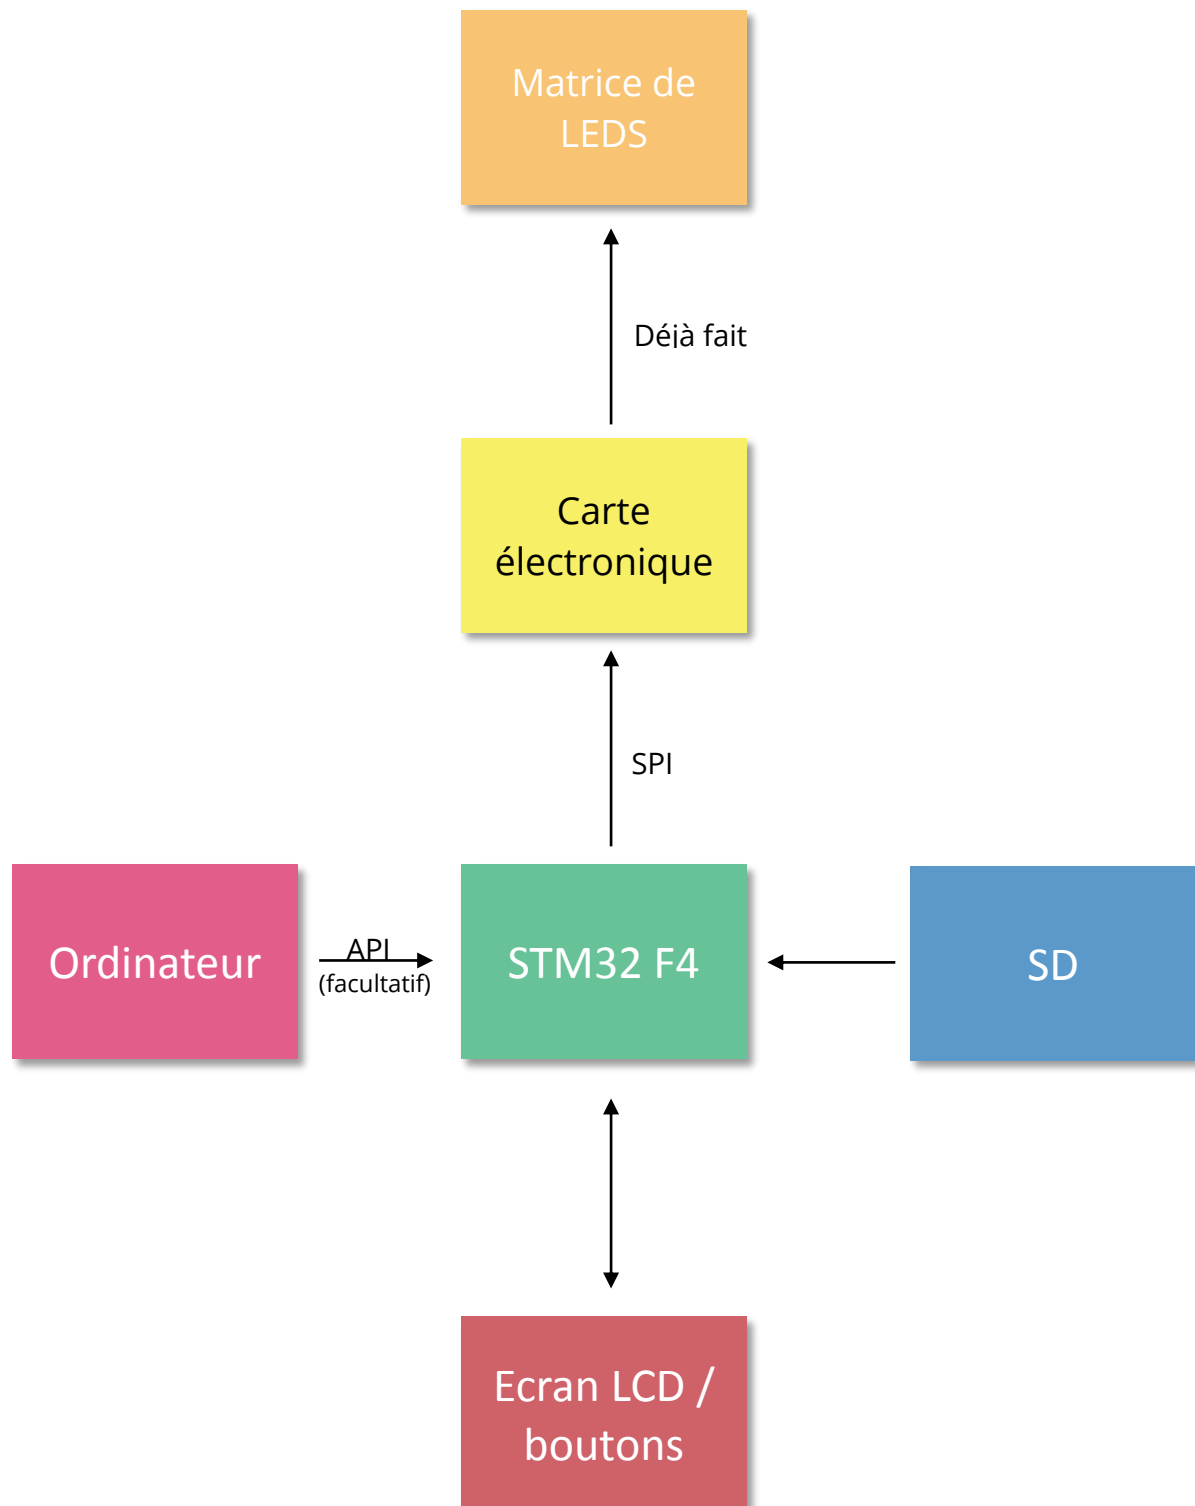 Matrice de
LEDS
Déjà fait
Carte
électronique
SPI
Ordinateur
API
(facultatif)
STM32 F4
SD
Ecran LCD /
boutons